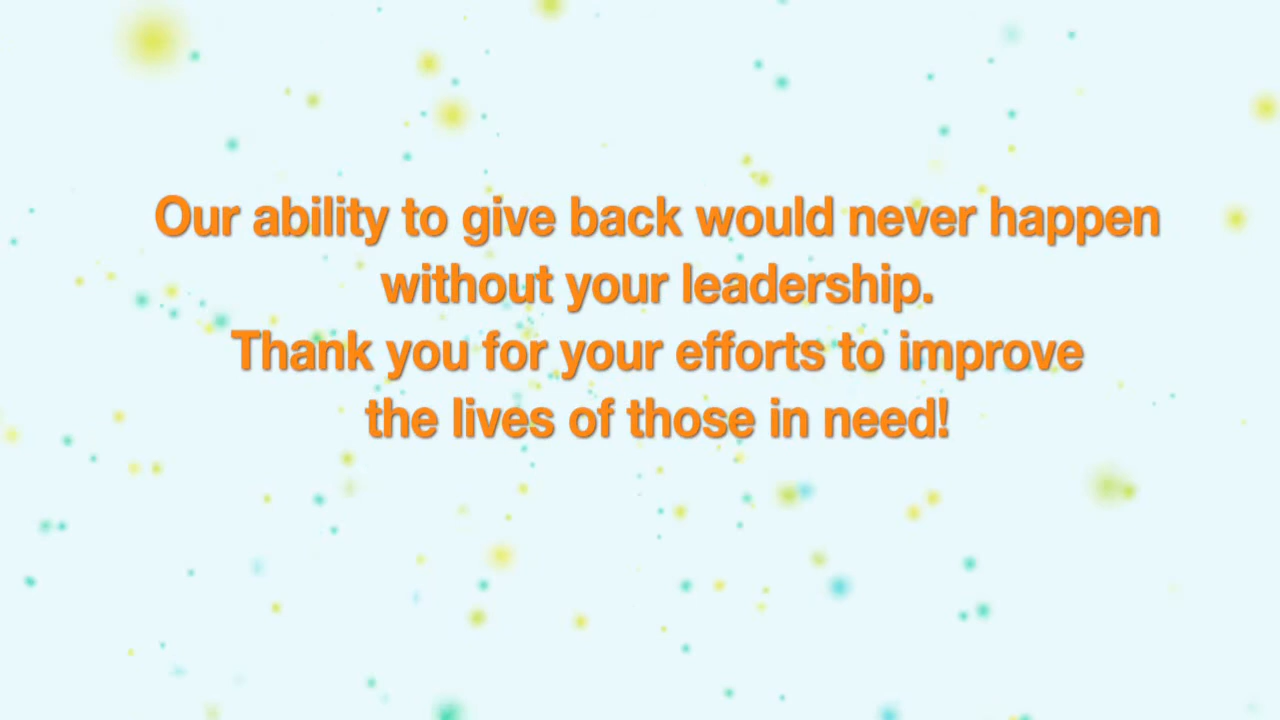 Our ability to give back would never happen
without your leadership.
Thank you for your efforts to improve
the lives of those in need!